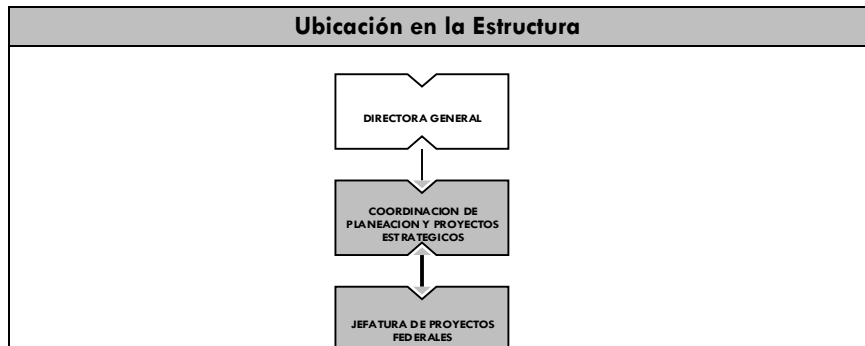 Ubicación en la Estructura
DIRECTORA GENERAL
COORDINACION DE
PLANEACION Y PROYECTOS
ESTRATEGICOS
JEFATURA DE PROYECTOS
FEDERALES